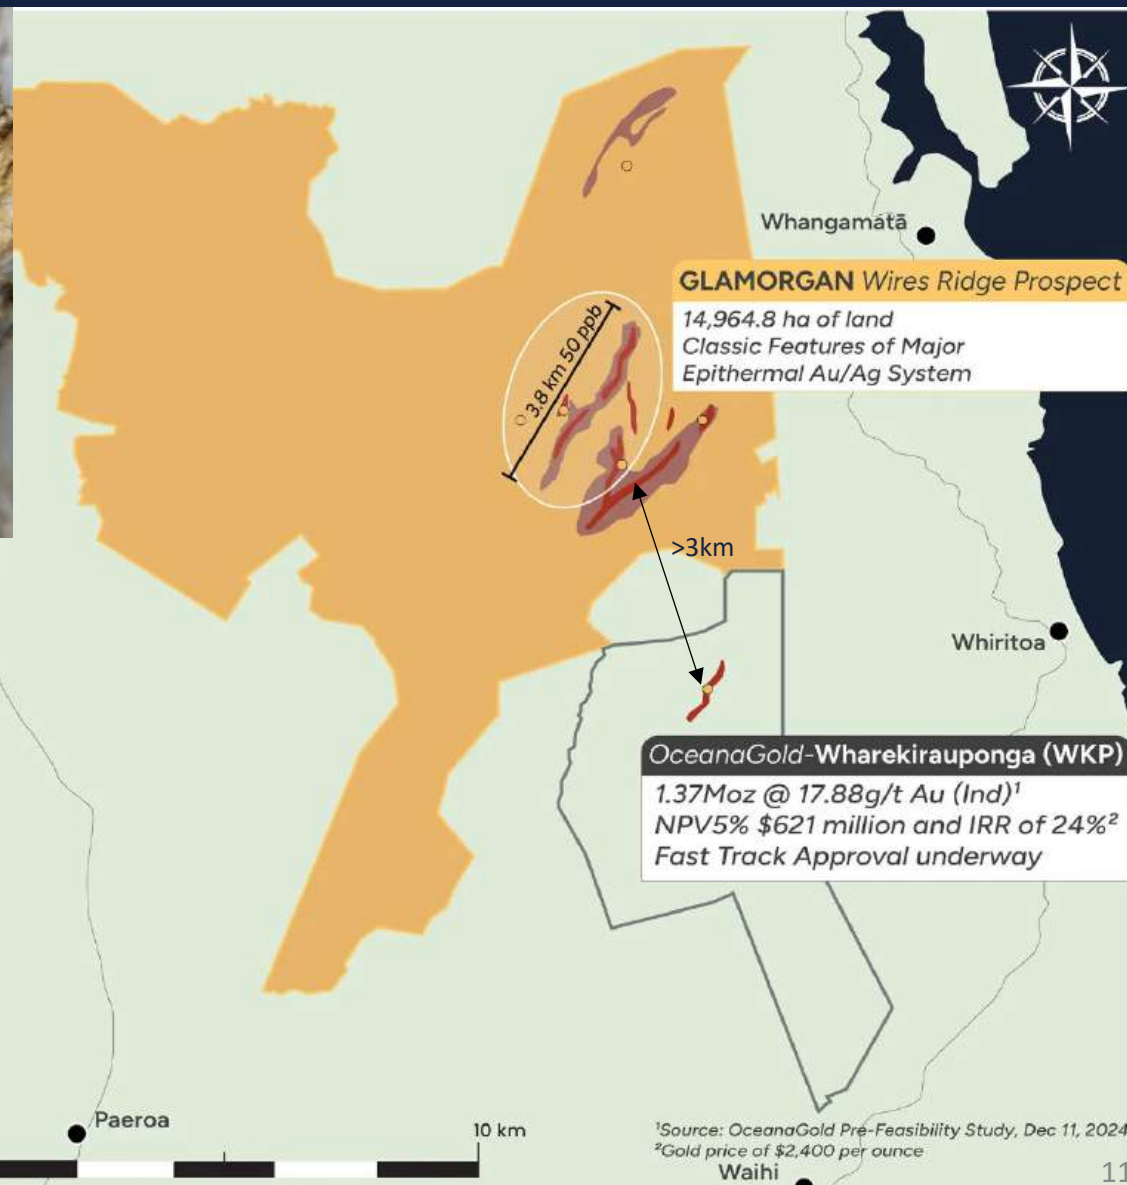 Whangamatā
GLAMORGAN Wires Ridge Prospect
14,964.8 ha of land
Classic Features of Major
Epithermal Au/Ag System
3.8 km 50 ppb
>3km
Whiritoa
OceanaGold-Wharekirauponga (WKP)
1.37Moz @ 17.88g/t Au (Ind)¹
NPV5% $621 million and IRR of 24%²
Fast Track Approval underway
Paeroa
10 km
¹Source: OceanaGold Pre-Feasibility Study, Dec 11, 2024
²Gold price of $2,400 per ounce
Waihi
11